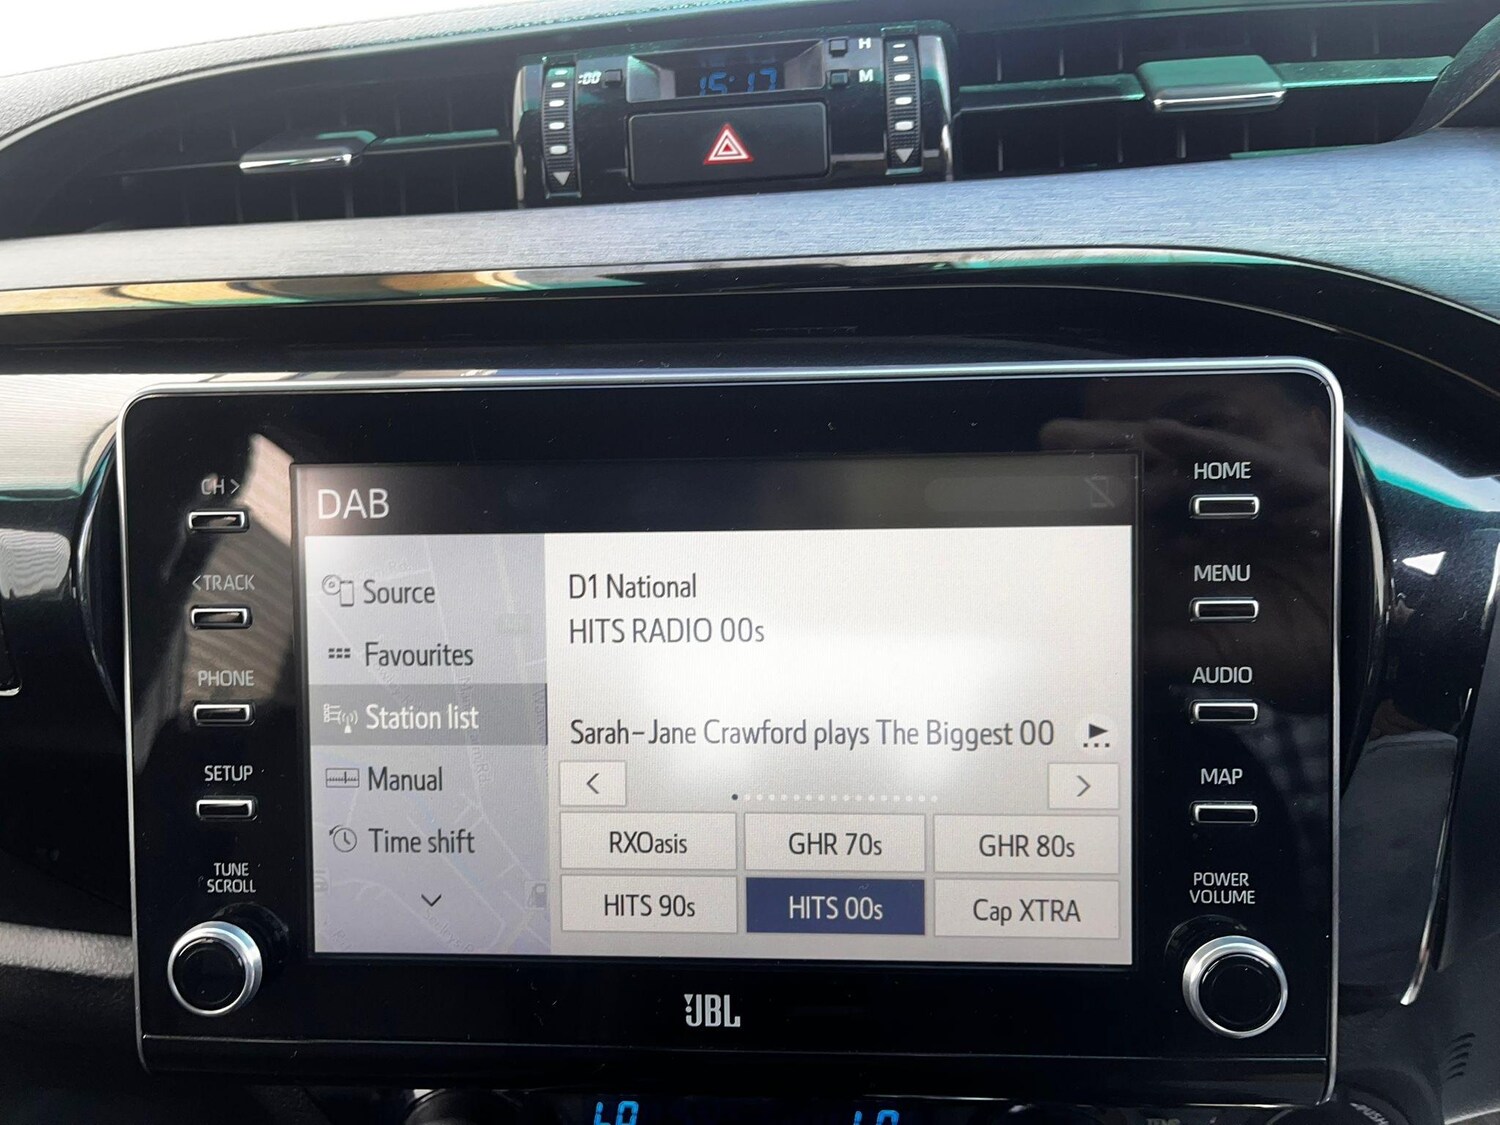 :00
15:17
H
M
CH >
< TRACK
PHONE
SETUP
TUNE
SCROLL
DAB
Source
Favourites
Station list
Manual
Time shift
D1 National
HITS RADIO 00s
Sarah-Jane Crawford plays The Biggest 00
RXOasis
GHR 70s
GHR 80s
HITS 90s
HITS 00s
Cap XTRA
HOME
MENU
AUDIO
MAP
POWER
VOLUME
JBL